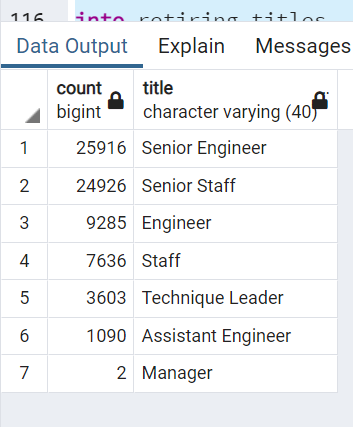 116 into retiring_titles
Data Output Explain Messages
count title
bigint character varying (40)
1 25916 Senior Engineer
2 24926 Senior Staff
3 9285 Engineer
4 7636 Staff
5 3603 Technique Leader
6 1090 Assistant Engineer
7 2 Manager